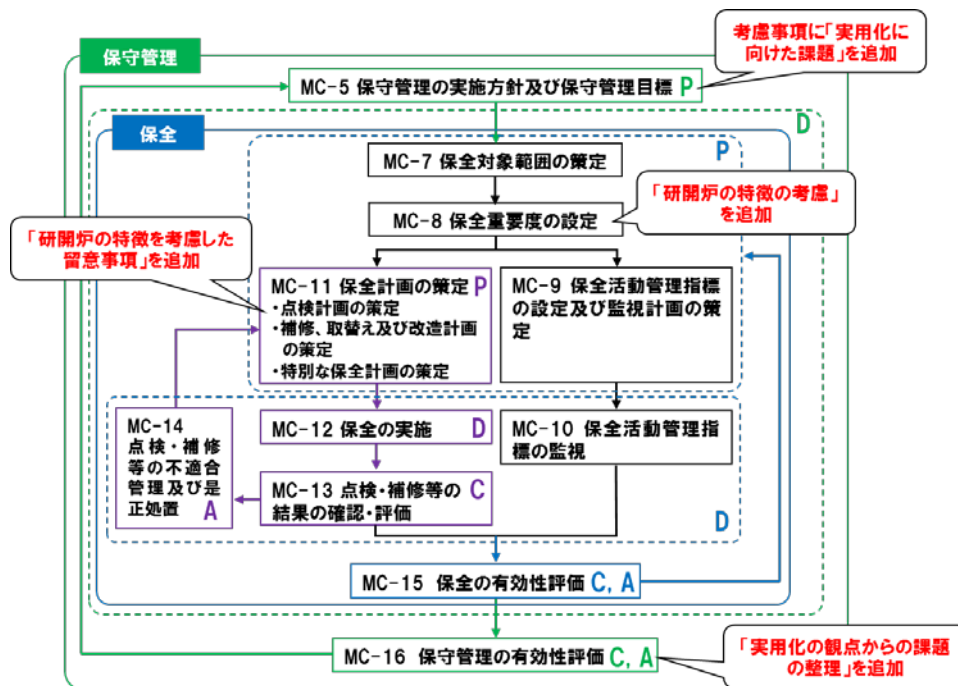 考慮事項に「実用化に
向けた課題」を追加
保守管理
MC-5 保守管理の実施方針及び保守管理目標 P
D
保全
P
MC-7 保全対象範囲の策定
「研開炉の特徴の考慮」
を追加
MC-8 保全重要度の設定
「研開炉の特徴を考慮した
留意事項」を追加
MC-11 保全計画の策定 P
・点検計画の策定
・補修、取替え及び改造計画
の策定
・特別な保全計画の策定
MC-9 保全活動管理指標
の設定及び監視計画の策
定
MC-14
点検・補修
等の不適合
管理及び是
正処置 A
MC-12 保全の実施 D
MC-10 保全活動管理指
標の監視
MC-13 点検・補修等の
結果の確認・評価 C
D
MC-15 保全の有効性評価 C, A
MC-16 保守管理の有効性評価 C, A
「実用化の観点からの課題
の整理」を追加